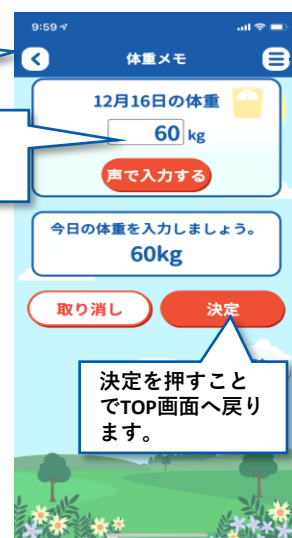 9:59
体重メモ
12月16日の体重
60 kg
声で入力する
今日の体重を入力しましょう。
60kg
取り消し
決定
決定を押すこと
でTOP画面へ戻り
ます。